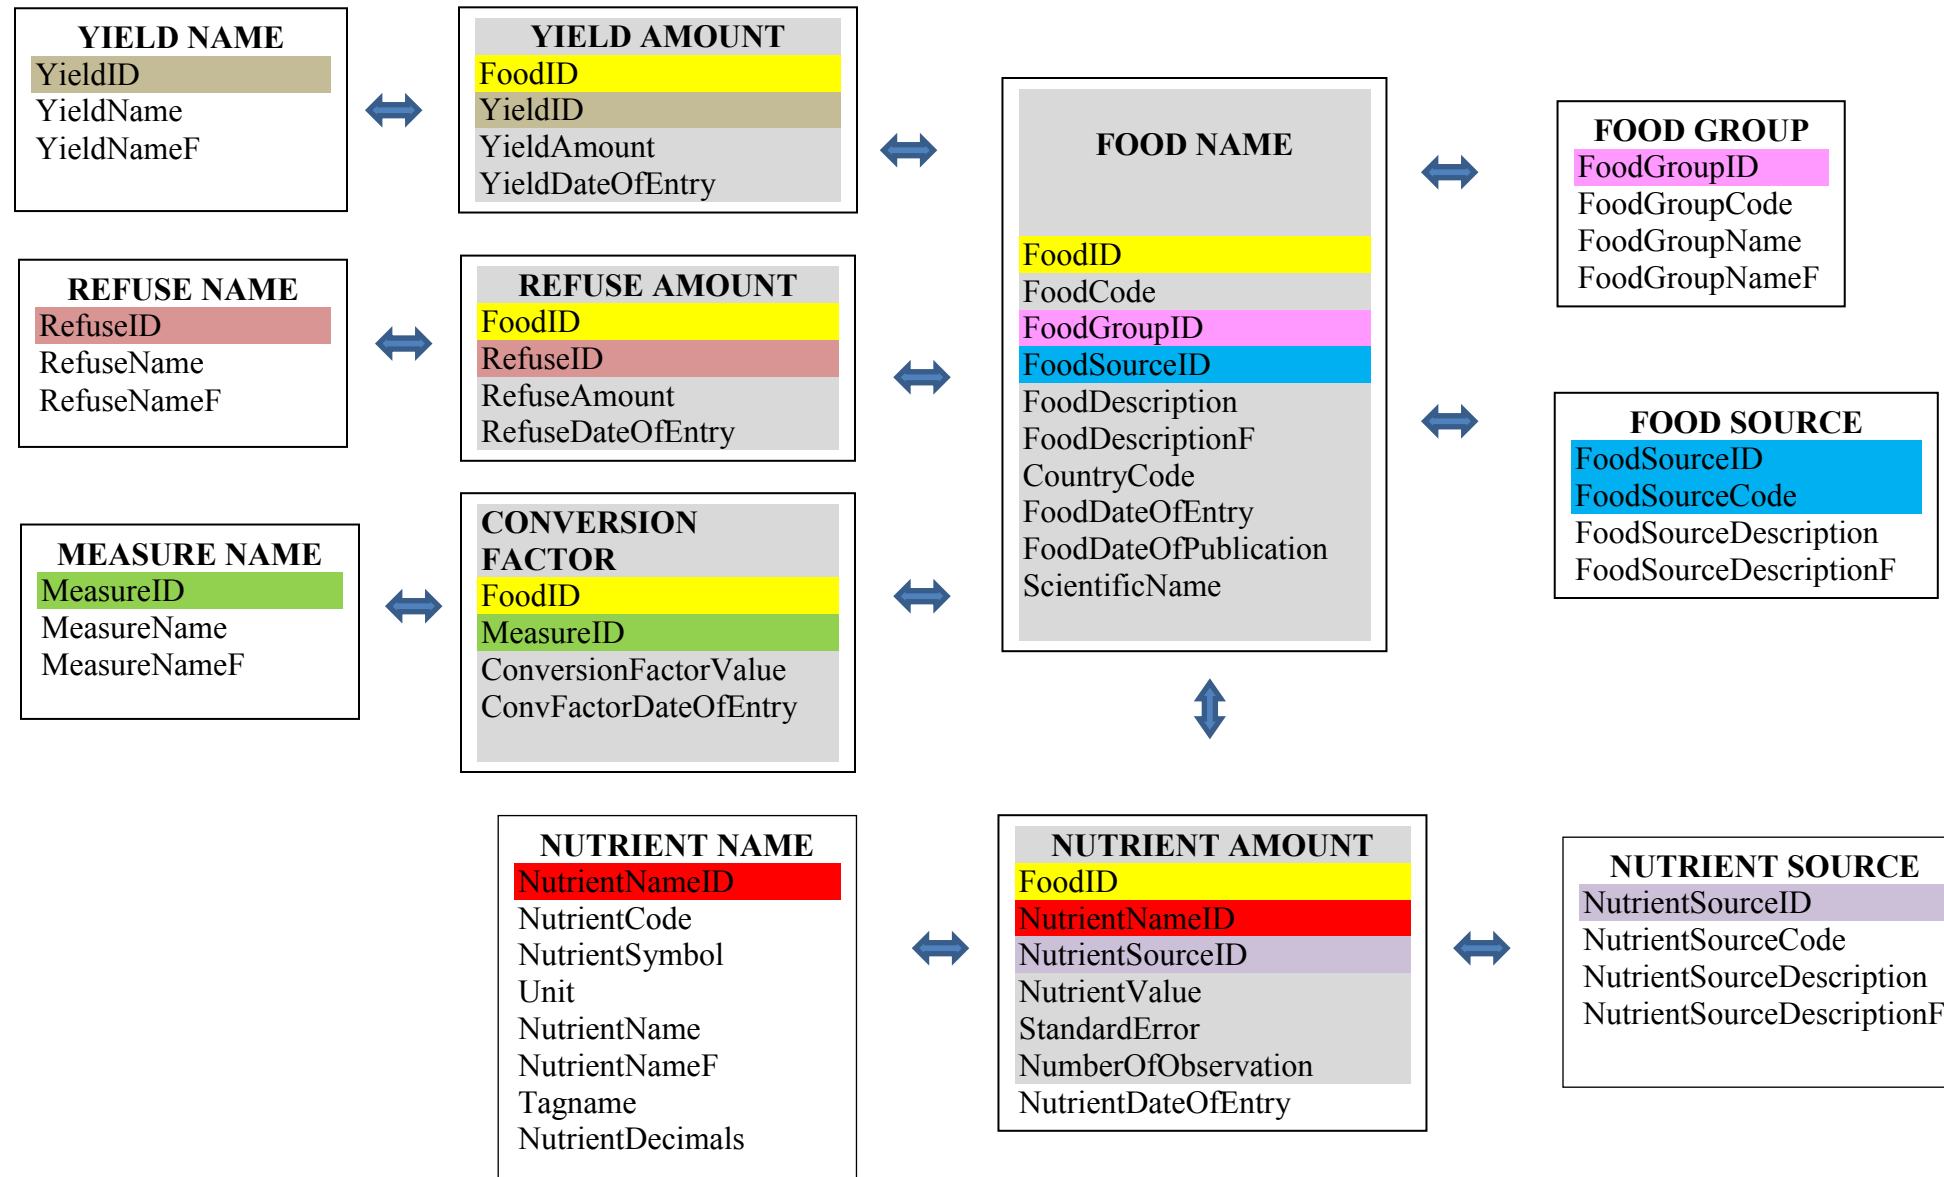 YIELD NAME
YieldID
YieldName
YieldNameF
YIELD AMOUNT
FoodID
YieldID
YieldAmount
YieldDateOfEntry
FOOD NAME
FoodID
FoodCode
FoodGroupID
FoodSourceID
FoodDescription
FoodDescriptionF
CountryCode
FoodDateOfEntry
FoodDateOfPublication
ScientificName
FOOD GROUP
FoodGroupID
FoodGroupCode
FoodGroupName
FoodGroupNameF
REFUSE NAME
RefuseID
RefuseName
RefuseNameF
REFUSE AMOUNT
FoodID
RefuseID
RefuseAmount
RefuseDateOfEntry
FOOD SOURCE
FoodSourceID
FoodSourceCode
FoodSourceDescription
FoodSourceDescriptionF
MEASURE NAME
MeasureID
MeasureName
MeasureNameF
CONVERSION
FACTOR
FoodID
MeasureID
ConversionFactorValue
ConvFactorDateOfEntry
NUTRIENT NAME
NutrientNameID
NutrientCode
NutrientSymbol
Unit
NutrientName
NutrientNameF
Tagname
NutrientDecimals
NUTRIENT AMOUNT
FoodID
NutrientNameID
NutrientSourceID
NutrientValue
StandardError
NumberOfObservation
NutrientDateOfEntry
NUTRIENT SOURCE
NutrientSourceID
NutrientSourceCode
NutrientSourceDescription
NutrientSourceDescriptionF